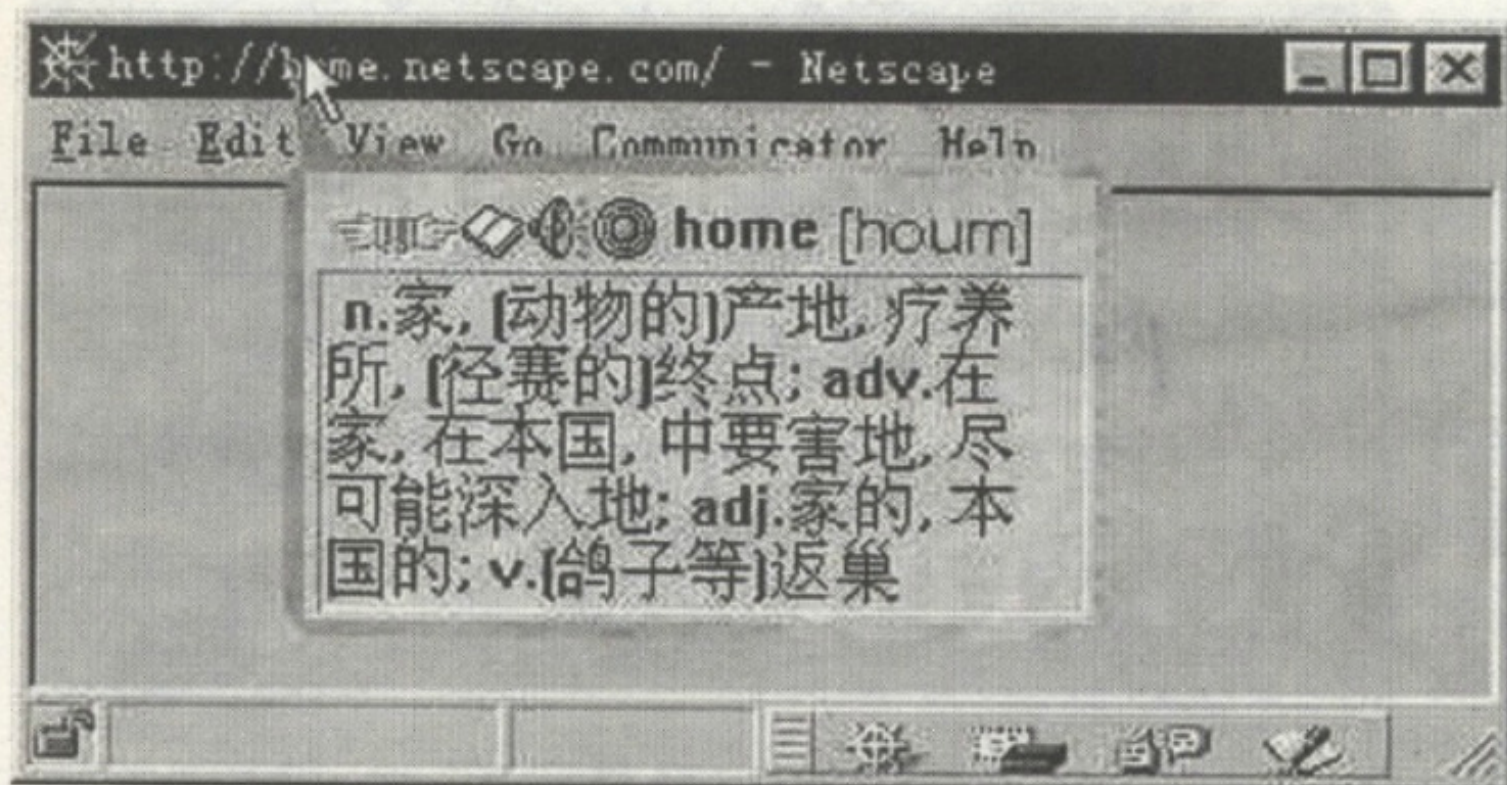 http://home.netscape.com/ - Netscape
File Edit View Go Communicator Help
home [houm]
n.家, (动物的)产地, 疗养
所, (径赛的)终点; adv.在
家, 在本国, 中要害地, 尽
可能深入地; adj.家的, 本
国的; v.(鸽子等)返巢